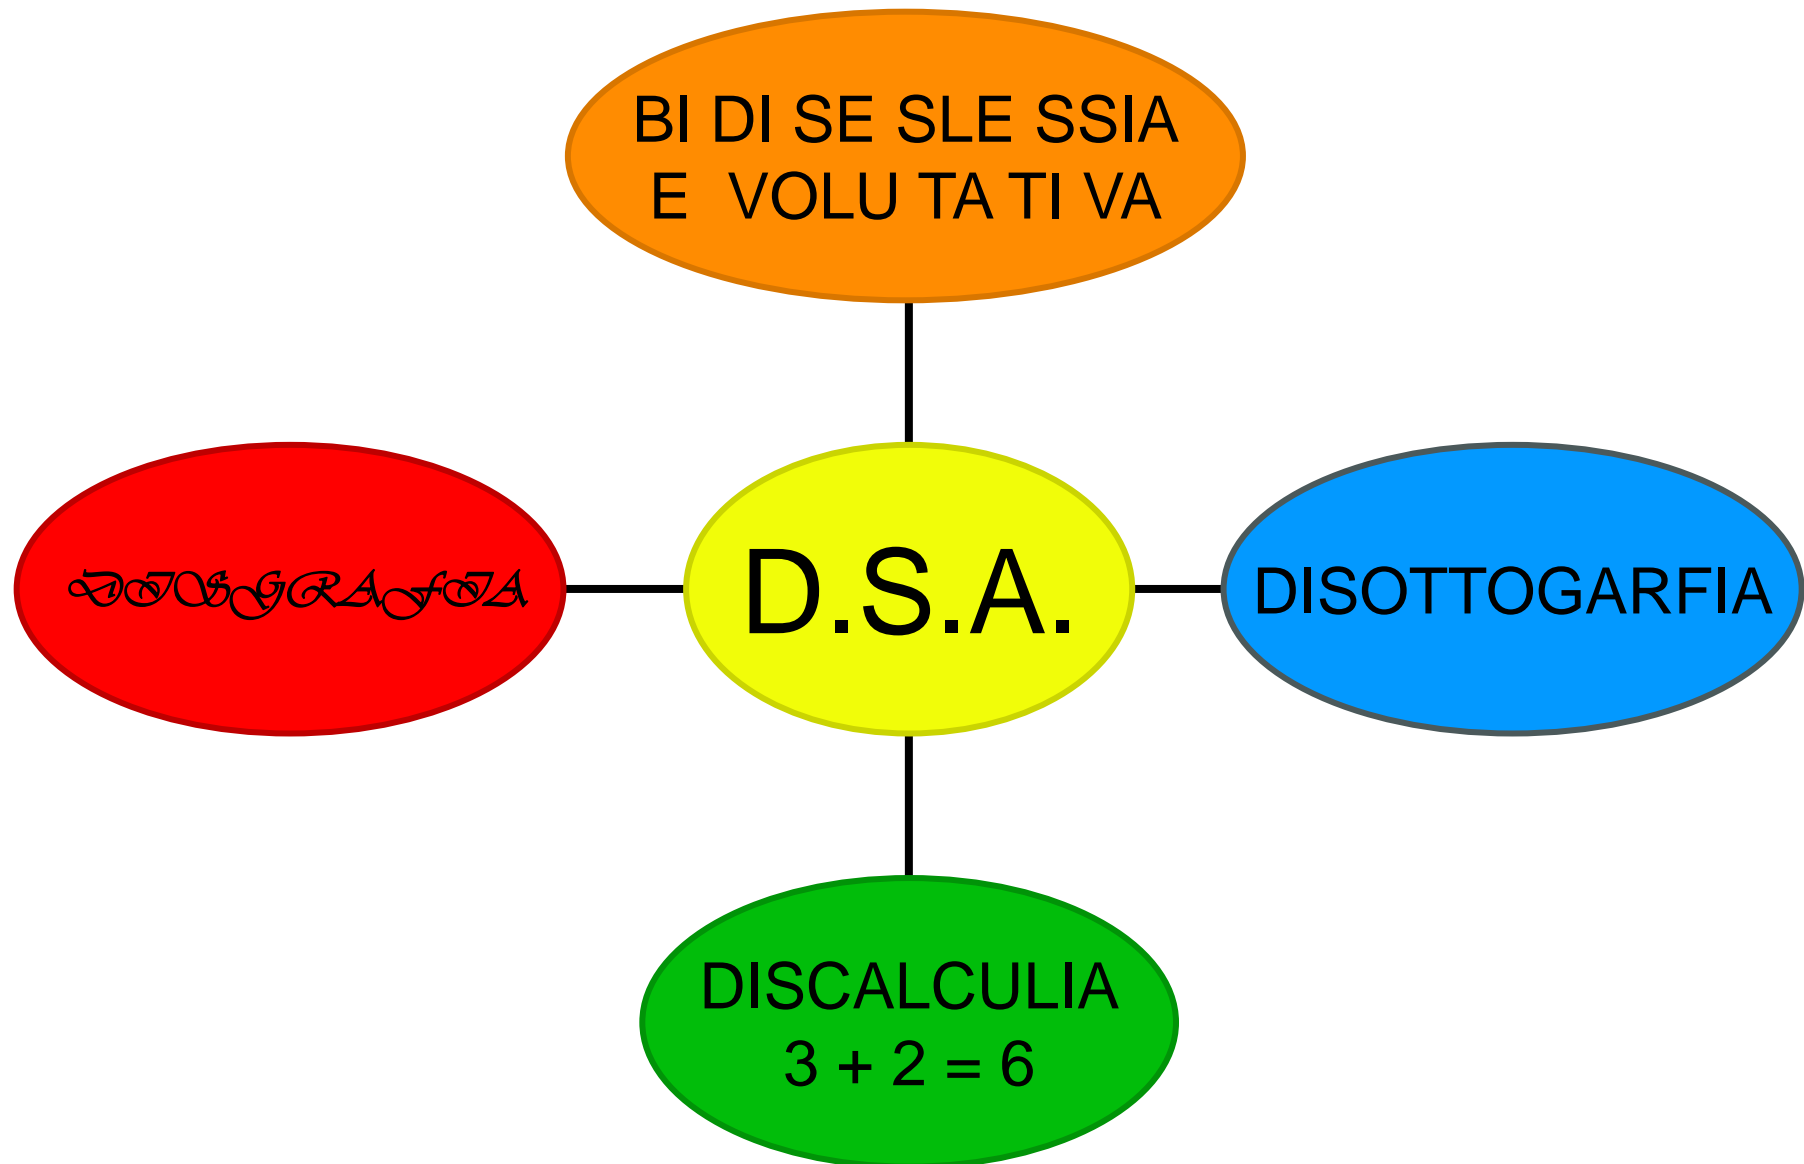 BI DI SE SLE SSIA
E VOLU TA TI VA
DISGRAFIA
D.S.A.
DISOTTOGARFIA
DISCALCULIA
3 + 2 = 6